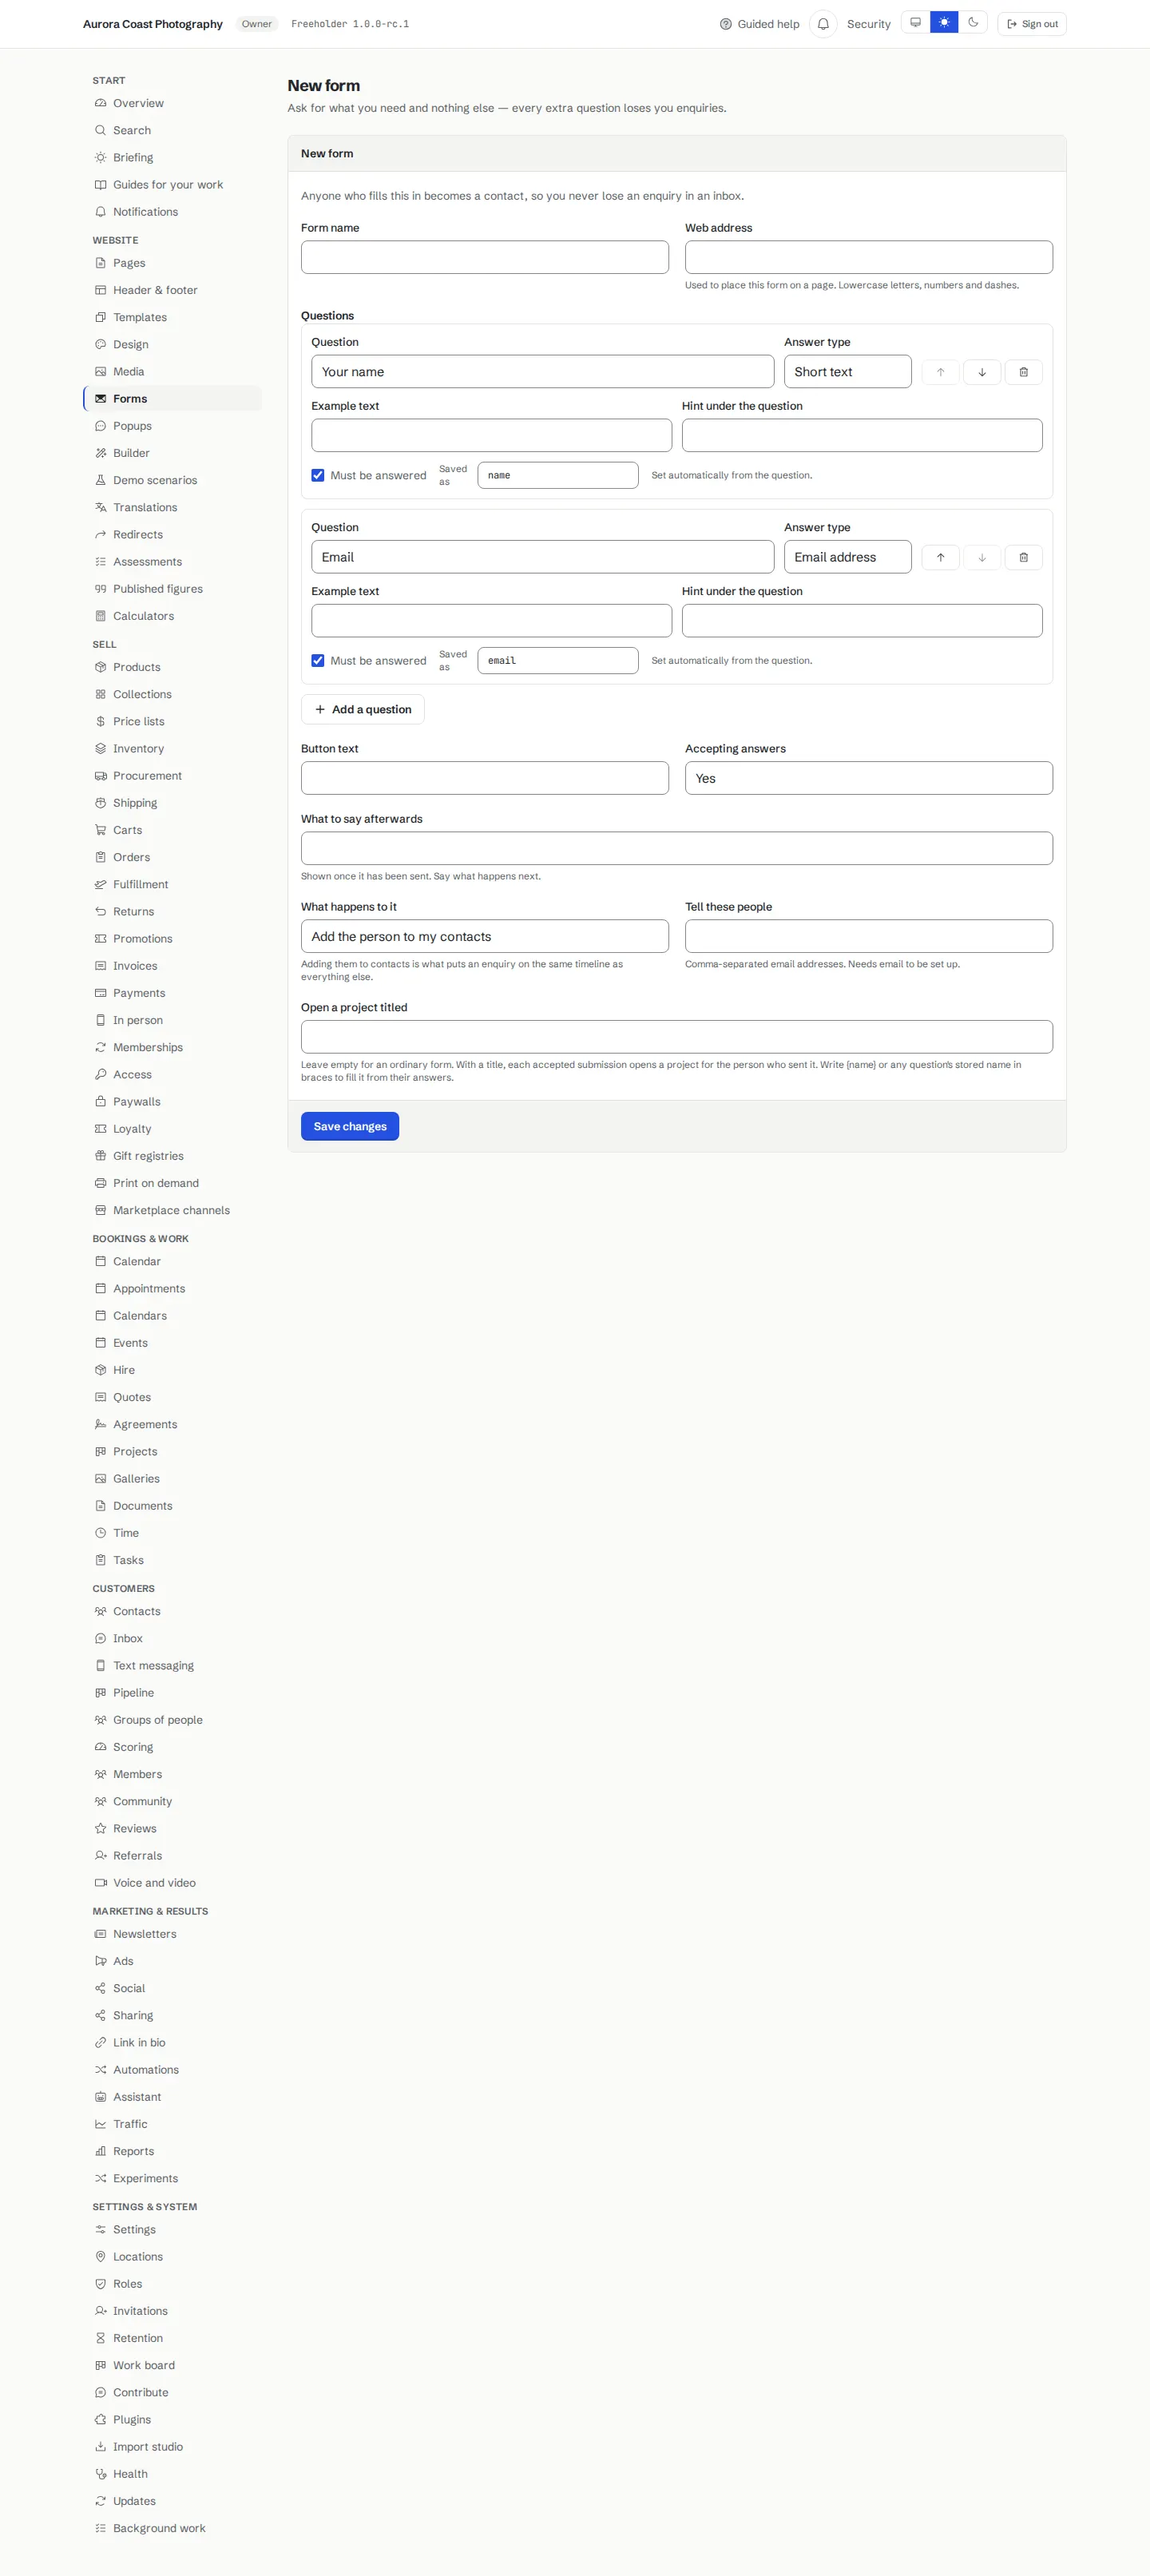 Aurora Coast Photography
Owner
Freeholder 1.0.0-rc.1
Guided help
Security
Sign out
START
Overview
Search
Briefing
Guides for your work
Notifications
WEBSITE
Pages
Header & footer
Templates
Design
Media
Forms
Popups
Builder
Demo scenarios
Translations
Redirects
Assessments
Published figures
Calculators
SELL
Products
Collections
Price lists
Inventory
Procurement
Shipping
Carts
Orders
Fulfillment
Returns
Promotions
Invoices
Payments
In person
Memberships
Access
Paywalls
Loyalty
Gift registries
Print on demand
Marketplace channels
BOOKINGS & WORK
Calendar
Appointments
Calendars
Events
Hire
Quotes
Agreements
Projects
Galleries
Documents
Time
Tasks
CUSTOMERS
Contacts
Inbox
Text messaging
Pipeline
Groups of people
Scoring
Members
Community
Reviews
Referrals
Voice and video
MARKETING & RESULTS
Newsletters
Ads
Social
Sharing
Link in bio
Automations
Assistant
Traffic
Reports
Experiments
SETTINGS & SYSTEM
Settings
Locations
Roles
Invitations
Retention
Work board
Contribute
Plugins
Import studio
Health
Updates
Background work
New form
Ask for what you need and nothing else — every extra question loses you enquiries.
New form
Anyone who fills this in becomes a contact, so you never lose an enquiry in an inbox.
Form name
Web address
Used to place this form on a page. Lowercase letters, numbers and dashes.
Questions
Question
Answer type
Your name
Short text
Example text
Hint under the question
Must be answered
Saved as
name
Set automatically from the question.
Question
Answer type
Email
Email address
Example text
Hint under the question
Must be answered
Saved as
email
Set automatically from the question.
Add a question
Button text
Accepting answers
Yes
What to say afterwards
Shown once it has been sent. Say what happens next.
What happens to it
Tell these people
Add the person to my contacts
Adding them to contacts is what puts an enquiry on the same timeline as
everything else.
Comma-separated email addresses. Needs email to be set up.
Open a project titled
Leave empty for an ordinary form. With a title, each accepted submission opens a project for the person who sent it. Write {name} or any question's stored name in
braces to fill it from their answers.
Save changes